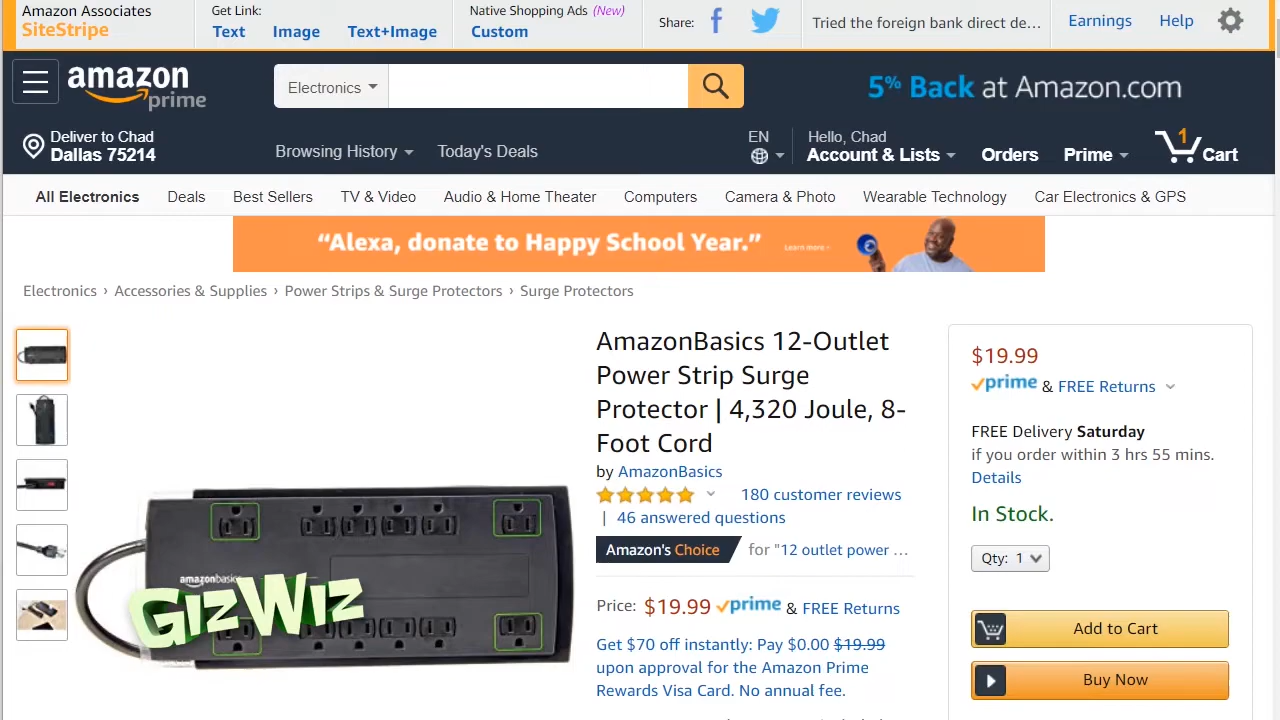 Amazon Associates
SiteStripe
Get Link:
Text Image Text+Image
Native Shopping Ads (New)
Custom
Share:
Tried the foreign bank direct de...
Earnings Help
amazon
prime
Electronics
5% Back at Amazon.com
Deliver to Chad
Dallas 75214
Browsing History Today's Deals
EN
Hello, Chad
Account & Lists
Orders
Prime
1
Cart
All Electronics Deals Best Sellers TV & Video Audio & Home Theater Computers Camera & Photo Wearable Technology Car Electronics & GPS
“Alexa, donate to Happy School Year.” Learn more ›
Electronics › Accessories & Supplies › Power Strips & Surge Protectors › Surge Protectors
AmazonBasics 12-Outlet
Power Strip Surge
Protector | 4,320 Joule, 8-
Foot Cord
by AmazonBasics
180 customer reviews
| 46 answered questions
Amazon's Choice for "12 outlet power ...
Price: $19.99 prime & FREE Returns
Get $70 off instantly: Pay $0.00 $19.99
upon approval for the Amazon Prime
Rewards Visa Card. No annual fee.
amazonbasics
GizWiz
$19.99
prime & FREE Returns
FREE Delivery Saturday
if you order within 3 hrs 55 mins.
Details
In Stock.
Qty: 1
Add to Cart
Buy Now